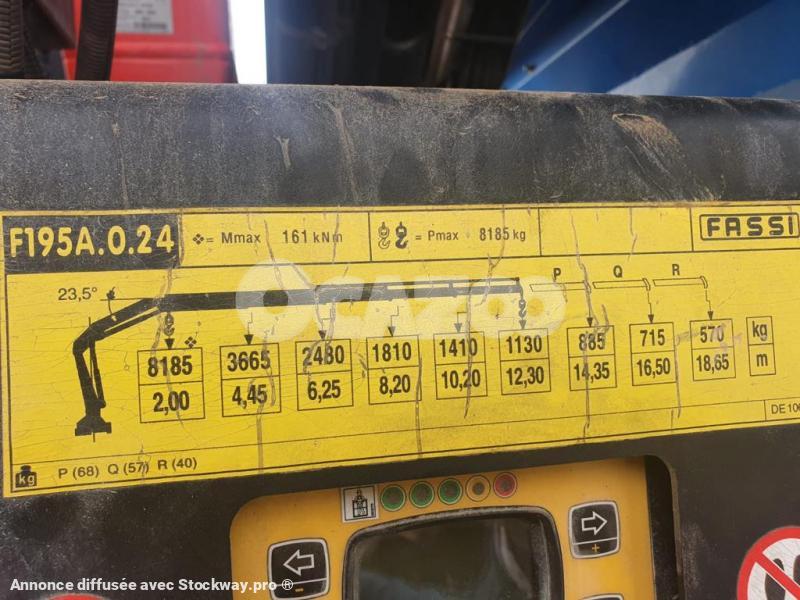 F195A.0.24 = Mmax 161 kNm = Pmax 8185 kg FASSI
23,5° P Q R
8185 3665 2480 1810 1410 1130 885 715 570 kg
2,00 4,45 6,25 8,20 10,20 12,30 14,35 16,50 18,65 m
OCAZOO
DE
kg P (68) Q (57) R (40)
Annonce diffusée avec Stockway.pro ®